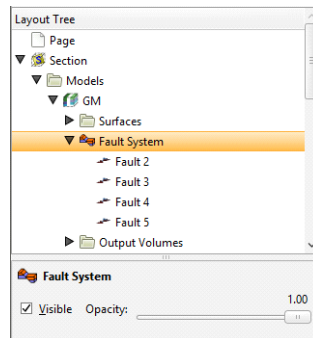 Layout Tree
Page
Section
Models
GM
Surfaces
Fault System
Fault 2
Fault 3
Fault 4
Fault 5
Output Volumes
Fault System
1.00
Visible Opacity: